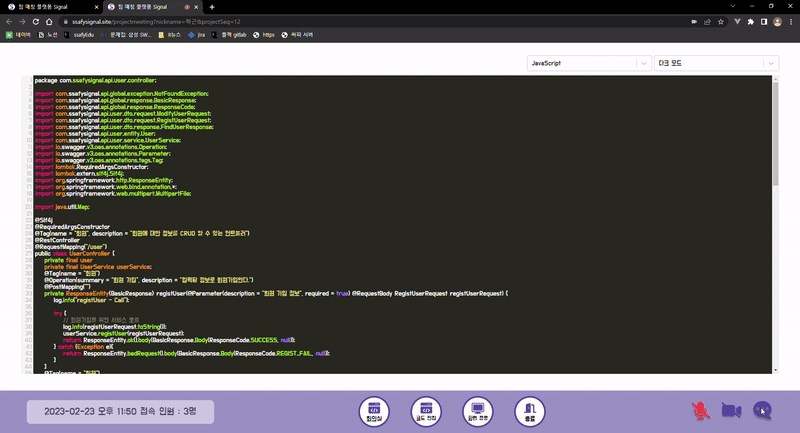 팀 매칭 플랫폼 Signal
팀 매칭 플랫폼 Signal
ssafysignal.site/projectmeeting?nickname=학근&projectSeq=12
네이버
노션
ssafyEdu
문제집: 삼성 SW...
IT뉴스
jira
플젝 gitlab
https
싸피 서버
JavaScript
다크 모드
1 package com.ssafysignal.api.user.controller;
import com.ssafysignal.api.global.exception.NotFoundException;
import com.ssafysignal.api.global.response.BasicResponse;
import com.ssafysignal.api.global.response.ResponseCode;
import com.ssafysignal.api.user.dto.request.ModifyUserRequest;
import com.ssafysignal.api.user.dto.request.RegistUserRequest;
import com.ssafysignal.api.user.dto.response.FindUserResponse;
import com.ssafysignal.api.user.entity.User;
import com.ssafysignal.api.user.service.UserService;
import io.swagger.v3.oas.annotations.Operation;
import io.swagger.v3.oas.annotations.Parameter;
import io.swagger.v3.oas.annotations.tags.Tag;
import lombok.RequiredArgsConstructor;
import lombok.extern.slf4j.Slf4j;
import org.springframework.http.ResponseEntity;
import org.springframework.web.bind.annotation.*;
import org.springframework.web.multipart.MultipartFile;
import java.util.Map;
@Slf4j
@RequiredArgsConstructor
@Tag(name = "회원", description = "회원에 대한 정보를 CRUD 할 수 있는 컨트롤러")
@RestController
@RequestMapping("/user")
public class UserController {
private final user
private final UserService userService;
@Tag(name = "회원")
@Operation(summary = "회원 가입", description = "입력된 정보로 회원가입한다.")
@PostMapping("")
private ResponseEntity<BasicResponse> registUser(@Parameter(description = "회원 가입 정보", required = true) @RequestBody RegistUserRequest registUserRequest) {
log.info("registUser - Call");
try {
// 회원가입을 위한 서비스 호출
log.info(registUserRequest.toString());
userService.registUser(registUserRequest);
return ResponseEntity.ok().body(BasicResponse.Body(ResponseCode.SUCCESS, null));
} catch (Exception e){
return ResponseEntity.badRequest().body(BasicResponse.Body(ResponseCode.REGIST_FAIL, null));
}
}
@Tag(name = "회원")
2023-02-23 오후 11:50 접속 인원 : 3명
회의실
코드 편집
화면 공유
종료